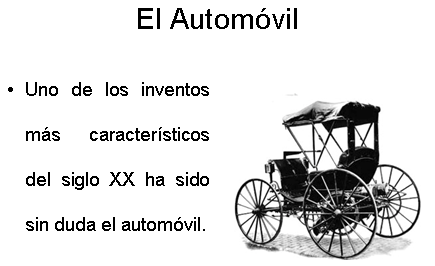 El Automóvil
• Uno de los inventos
más característicos
del siglo XX ha sido
sin duda el automóvil.